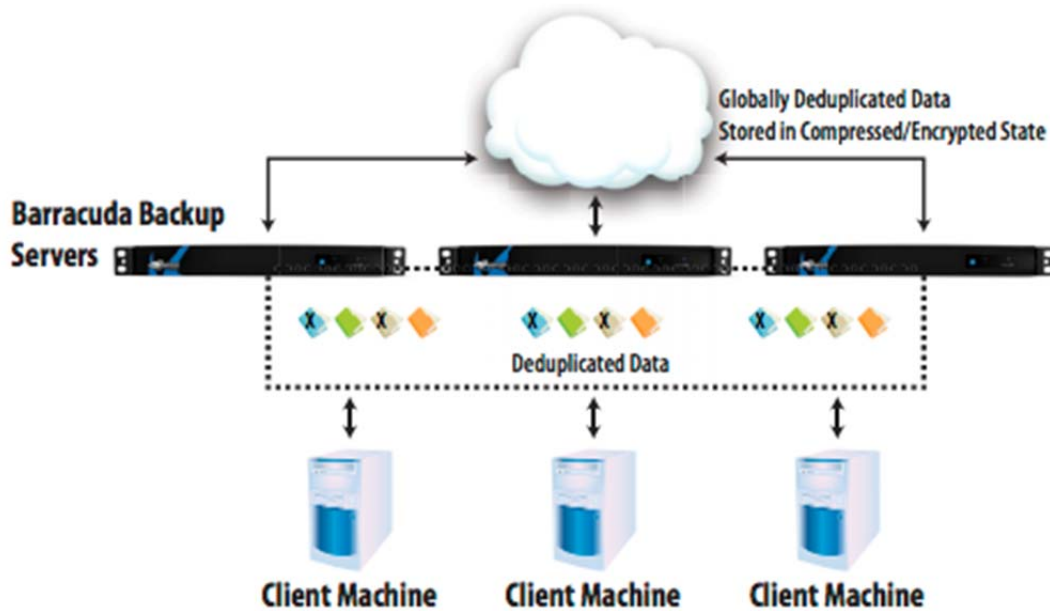 Globally Deduplicated Data
Stored in Compressed/Encrypted State
Barracuda Backup
Servers
X X X X X X
Deduplicated Data
Client Machine Client Machine Client Machine